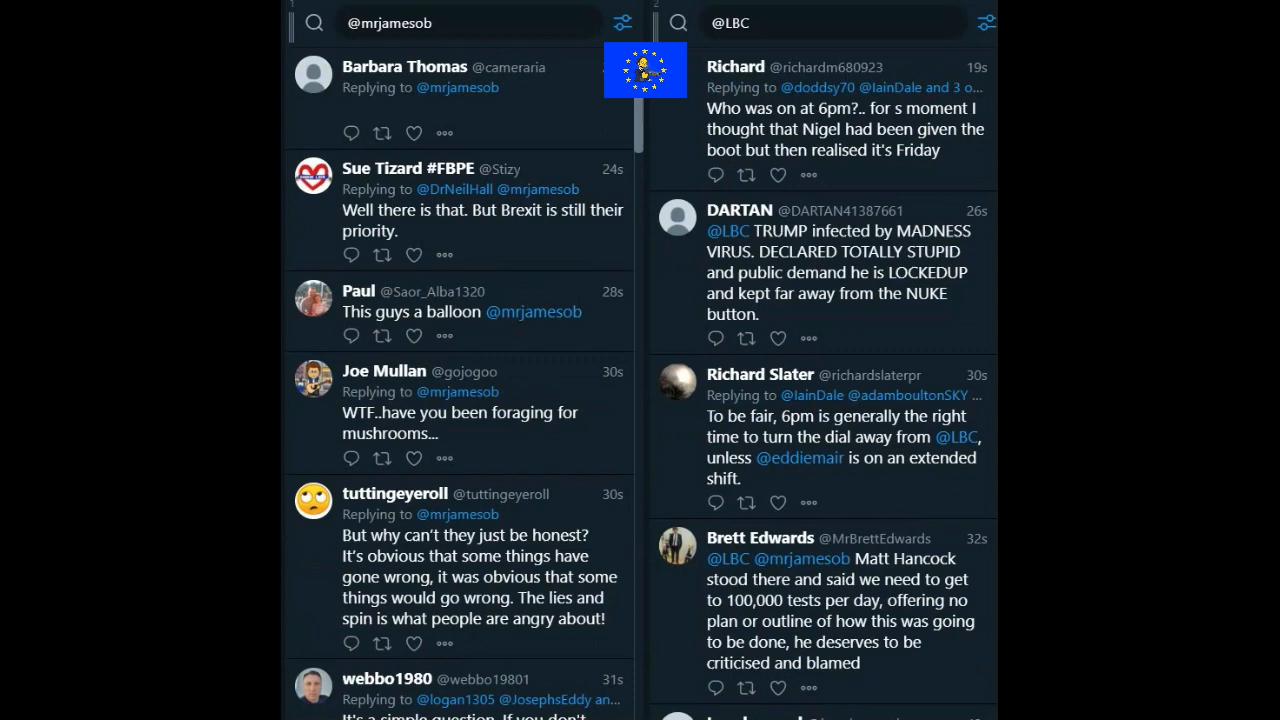 1
@mrjamesob
Barbara Thomas @cameraria
Replying to @mrjamesob
Sue Tizard #FBPE @Stizy 24s
Replying to @DrNeilHall @mrjamesob
Well there is that. But Brexit is still their
priority.
Paul @Saor_Alba1320 28s
This guys a balloon @mrjamesob
Joe Mullan @gojogoo 30s
Replying to @mrjamesob
WTF..have you been foraging for
mushrooms...
tuttingeyeroll @tuttingeyeroll 30s
Replying to @mrjamesob
But why can't they just be honest?
It's obvious that some things have
gone wrong, it was obvious that some
things would go wrong. The lies and
spin is what people are angry about!
webbo1980 @webbo19801 31s
Replying to @logan1305 @JosephsEddy an...
It's a simple question. If you don't
2
@LBC
Richard @richardm680923 19s
Replying to @doddsy70 @IainDale and 3 o...
Who was on at 6pm?.. for s moment I
thought that Nigel had been given the
boot but then realised it's Friday
DARTAN @DARTAN41387661 26s
@LBC TRUMP infected by MADNESS
VIRUS. DECLARED TOTALLY STUPID
and public demand he is LOCKEDUP
and kept far away from the NUKE
button.
Richard Slater @richardslaterpr 30s
Replying to @IainDale @adamboultonSKY ...
To be fair, 6pm is generally the right
time to turn the dial away from @LBC,
unless @eddiemair is on an extended
shift.
Brett Edwards @MrBrettEdwards 32s
@LBC @mrjamesob Matt Hancock
stood there and said we need to get
to 100,000 tests per day, offering no
plan or outline of how this was going
to be done, he deserves to be
criticised and blamed